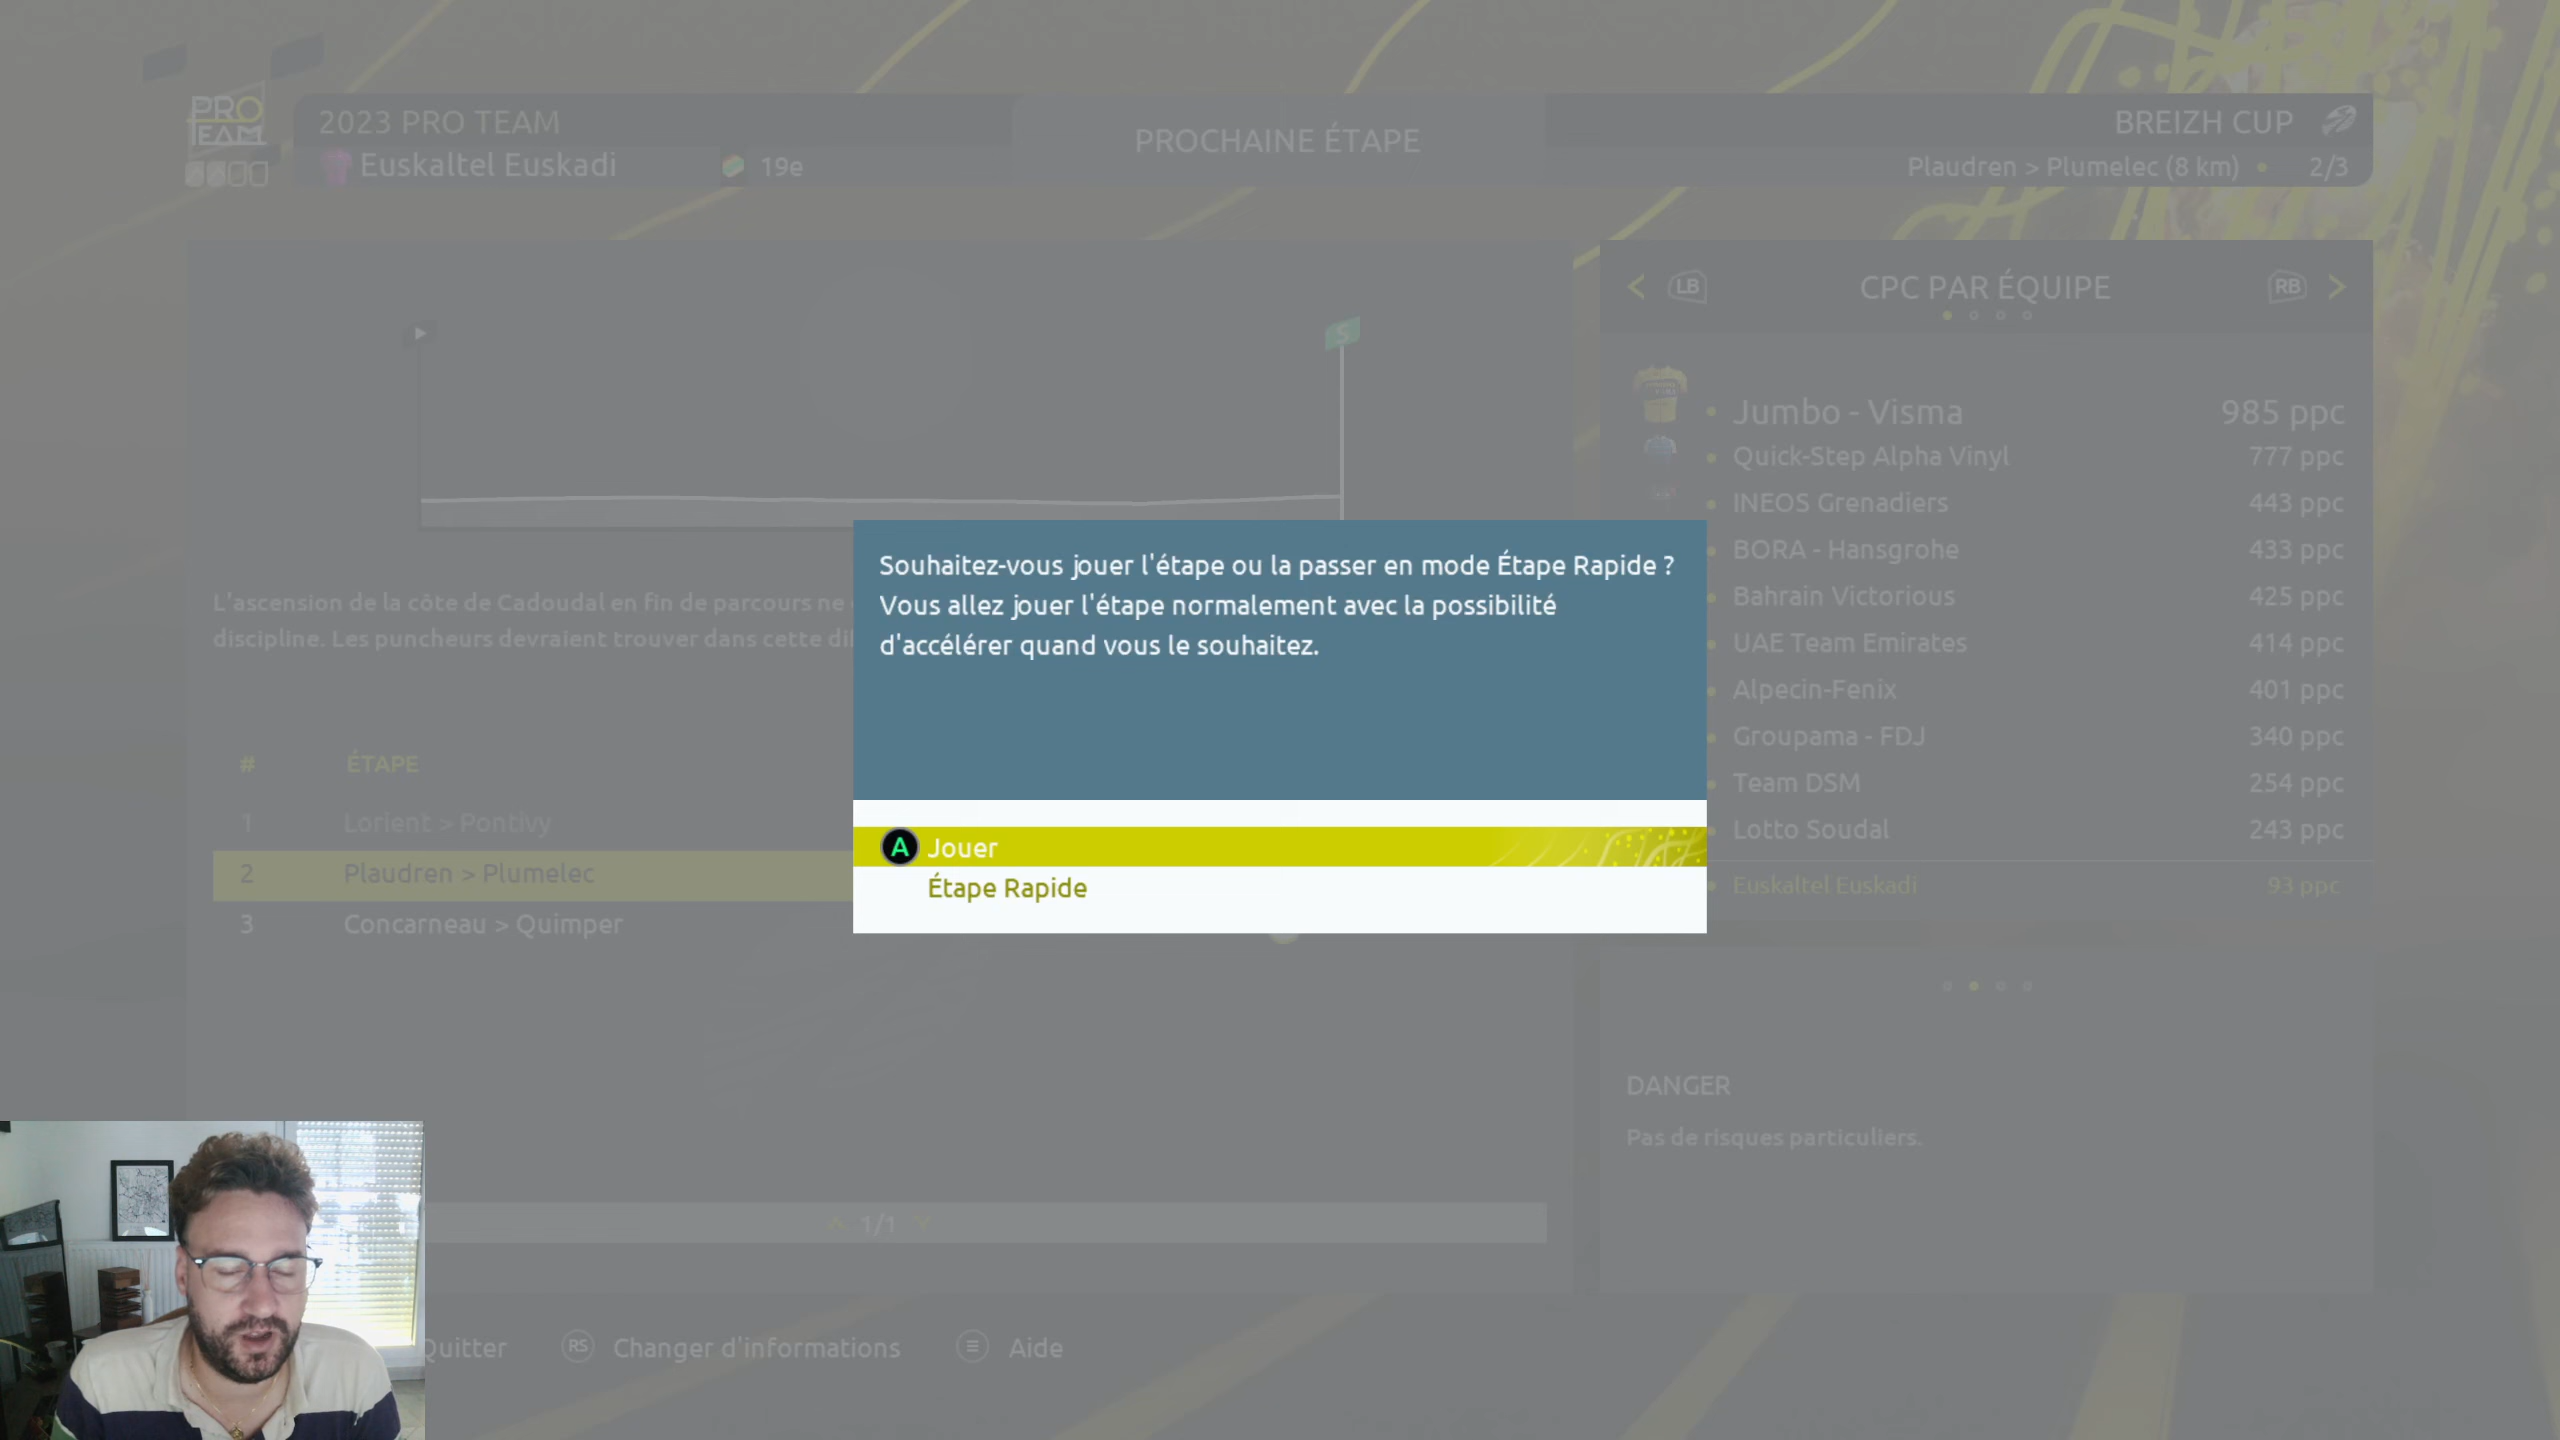 PRO
TEAM
2023 PRO TEAM
Euskaltel Euskadi
19e
PROCHAINE ÉTAPE
BREIZH CUP
Plaudren > Plumelec (8 km) • 2/3
S
LB
CPC PAR ÉQUIPE
RB
Jumbo - Visma 985 ppc
Quick-Step Alpha Vinyl 777 ppc
INEOS Grenadiers 443 ppc
BORA - Hansgrohe 433 ppc
Bahrain Victorious 425 ppc
UAE Team Emirates 414 ppc
Alpecin-Fenix 401 ppc
Groupama - FDJ 340 ppc
Team DSM 254 ppc
Lotto Soudal 243 ppc
Euskaltel Euskadi 93 ppc
L'ascension de la côte de Cadoudal en fin de parcours ne
discipline. Les puncheurs devraient trouver dans cette
# ÉTAPE
1 Lorient > Pontivy
2 Plaudren > Plumelec
3 Concarneau > Quimper
Souhaitez-vous jouer l'étape ou la passer en mode Étape Rapide ?
Vous allez jouer l'étape normalement avec la possibilité
d'accélérer quand vous le souhaitez.
A Jouer
Étape Rapide
DANGER
Pas de risques particuliers.
1/1
Quitter
RS Changer d'informations
Aide